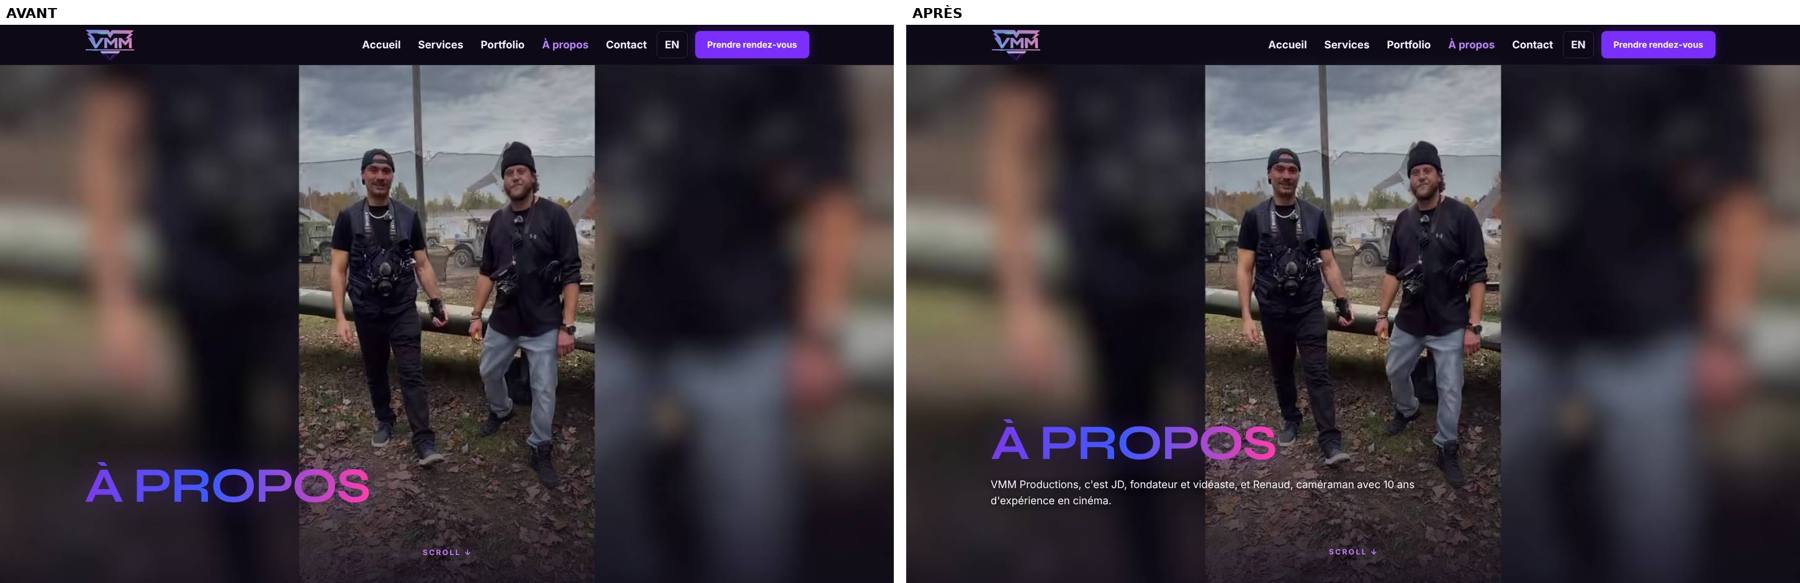 AVANT
VMM
Accueil Services Portfolio À propos Contact EN Prendre rendez-vous
À PROPOS
SCROLL ↓
APRÈS
VMM
Accueil Services Portfolio À propos Contact EN Prendre rendez-vous
À PROPOS
VMM Productions, c'est JD, fondateur et vidéaste, et Renaud, caméraman avec 10 ans
d'expérience en cinéma.
SCROLL ↓